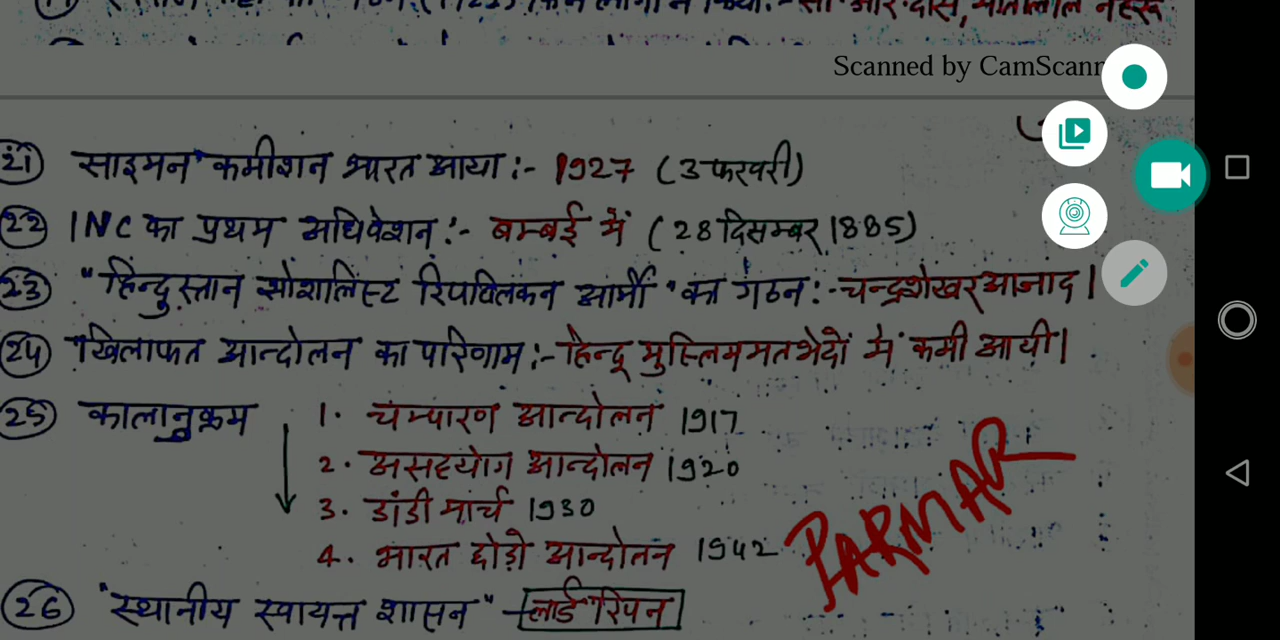 सी॰आर॰दास, मोतीलाल नेहरू
Scanned by CamScann
21 साइमन कमीशन भारत आया :- 1927 (3 फरवरी)
22 INC का प्रथम अधिवेशन :- बम्बई में (28 दिसम्बर, 1885)
23 "हिन्दुस्तान सोशलिस्ट रिपब्लिकन आर्मी" का गठन :- चन्द्रशेखर आजाद।
24 "खिलाफत आन्दोलन का परिणाम :- हिन्दू मुस्लिम मतभेदों में कमी आयी।
25 कालानुक्रम 1. चम्पारण आन्दोलन 1917
2. असहयोग आन्दोलन 1920
3. डांडी मार्च 1930
4. भारत छोड़ो आन्दोलन 1942
PARMAR
26 "स्थानीय स्वायत्त शासन" - लार्ड रिपन